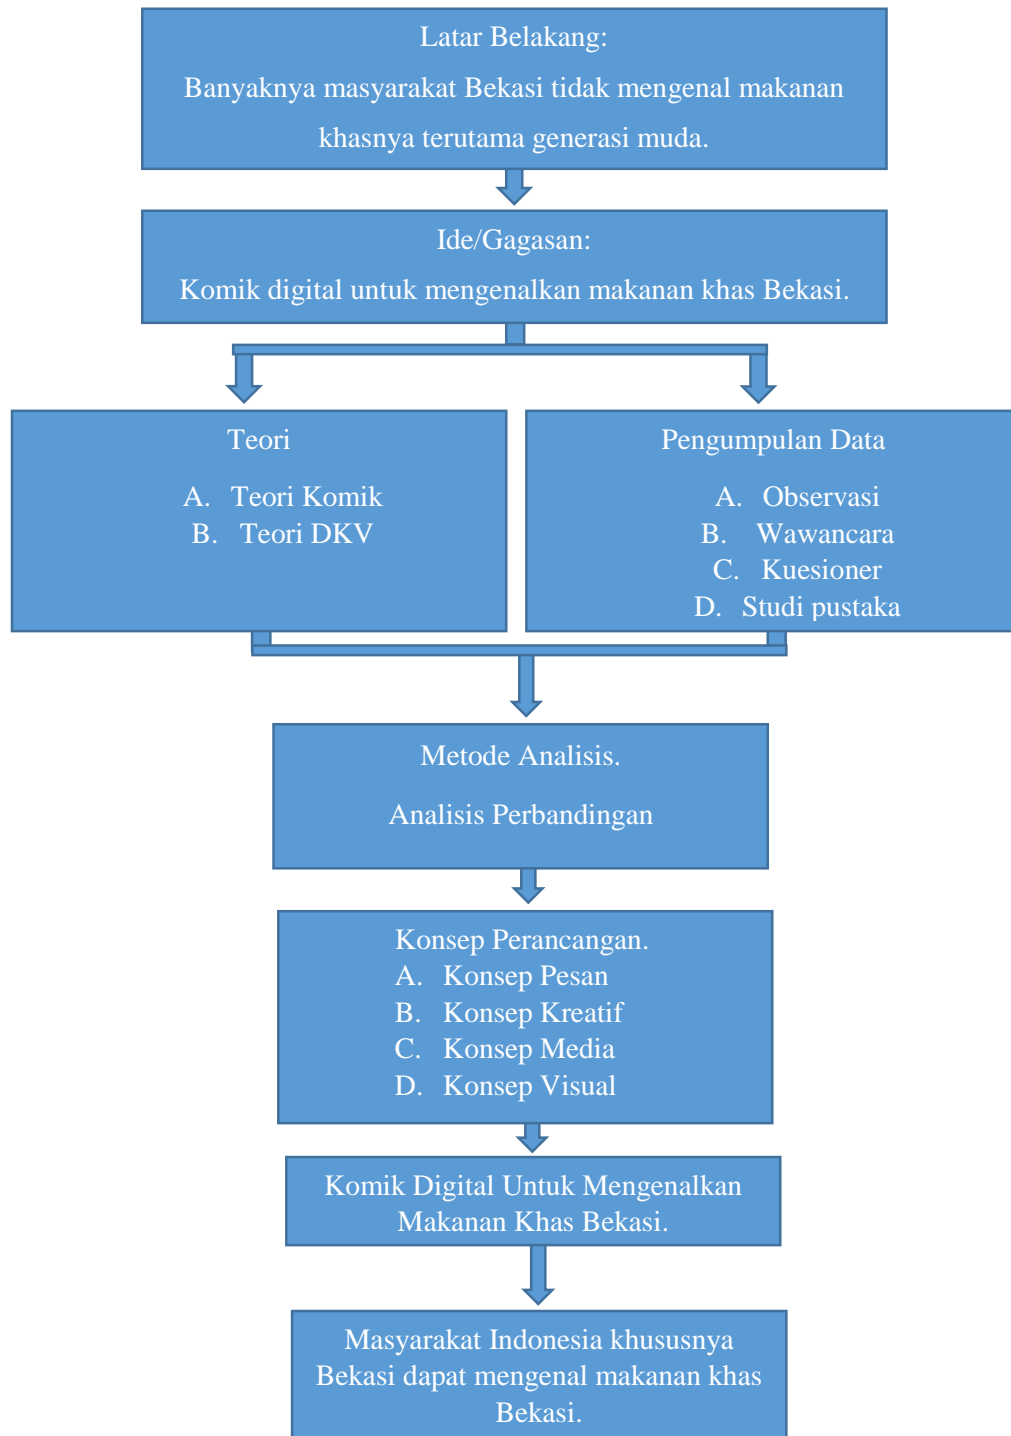 Latar Belakang:
Banyaknya masyarakat Bekasi tidak mengenal makanan
khasnya terutama generasi muda.
Ide/Gagasan:
Komik digital untuk mengenalkan makanan khas Bekasi.
Teori
A. Teori Komik
B. Teori DKV
Pengumpulan Data
A. Observasi
B. Wawancara
C. Kuesioner
D. Studi pustaka
Metode Analisis.
Analisis Perbandingan
Konsep Perancangan.
A. Konsep Pesan
B. Konsep Kreatif
C. Konsep Media
D. Konsep Visual
Komik Digital Untuk Mengenalkan
Makanan Khas Bekasi.
Masyarakat Indonesia khususnya
Bekasi dapat mengenal makanan khas
Bekasi.